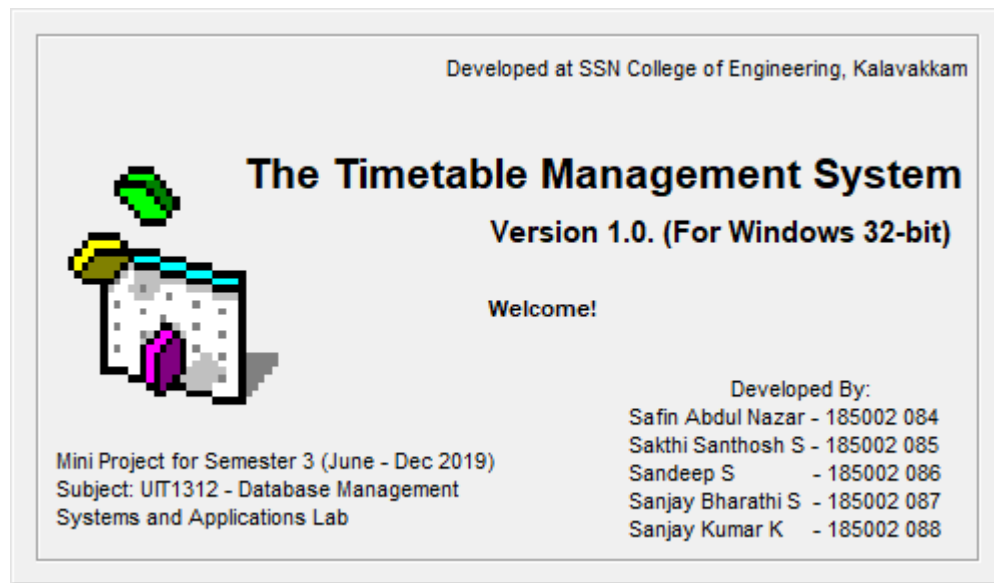 Developed at SSN College of Engineering, Kalavakkam
The Timetable Management System
Version 1.0. (For Windows 32-bit)
Welcome!
Developed By:
Safin Abdul Nazar - 185002 084
Sakthi Santhosh S - 185002 085
Sandeep S - 185002 086
Sanjay Bharathi S - 185002 087
Sanjay Kumar K - 185002 088
Mini Project for Semester 3 (June - Dec 2019)
Subject: UIT1312 - Database Management
Systems and Applications Lab